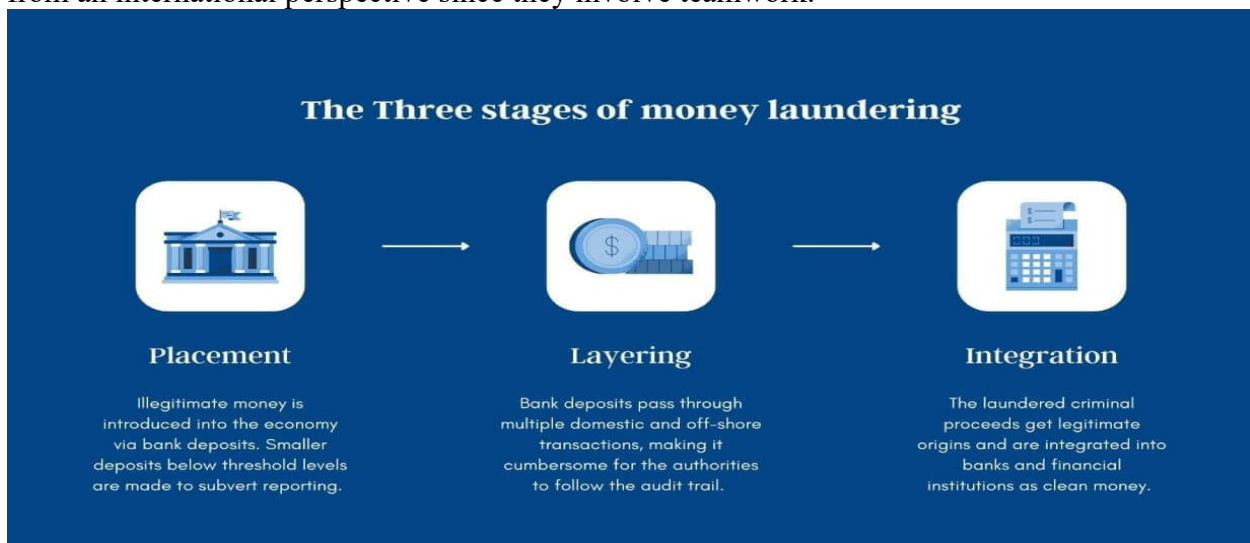 from an international perspective since they involve teamwork.
The Three stages of money laundering
Placement
Illegitimate money is
introduced into the economy
via bank deposits. Smaller
deposits below threshold levels
are made to subvert reporting.
$
Layering
Bank deposits pass through
multiple domestic and off-shore
transactions, making it
cumbersome for the authorities
to follow the audit trail.
$
$
000
Integration
The laundered criminal
proceeds get legitimate
origins and are integrated into
banks and financial
institutions as clean money.